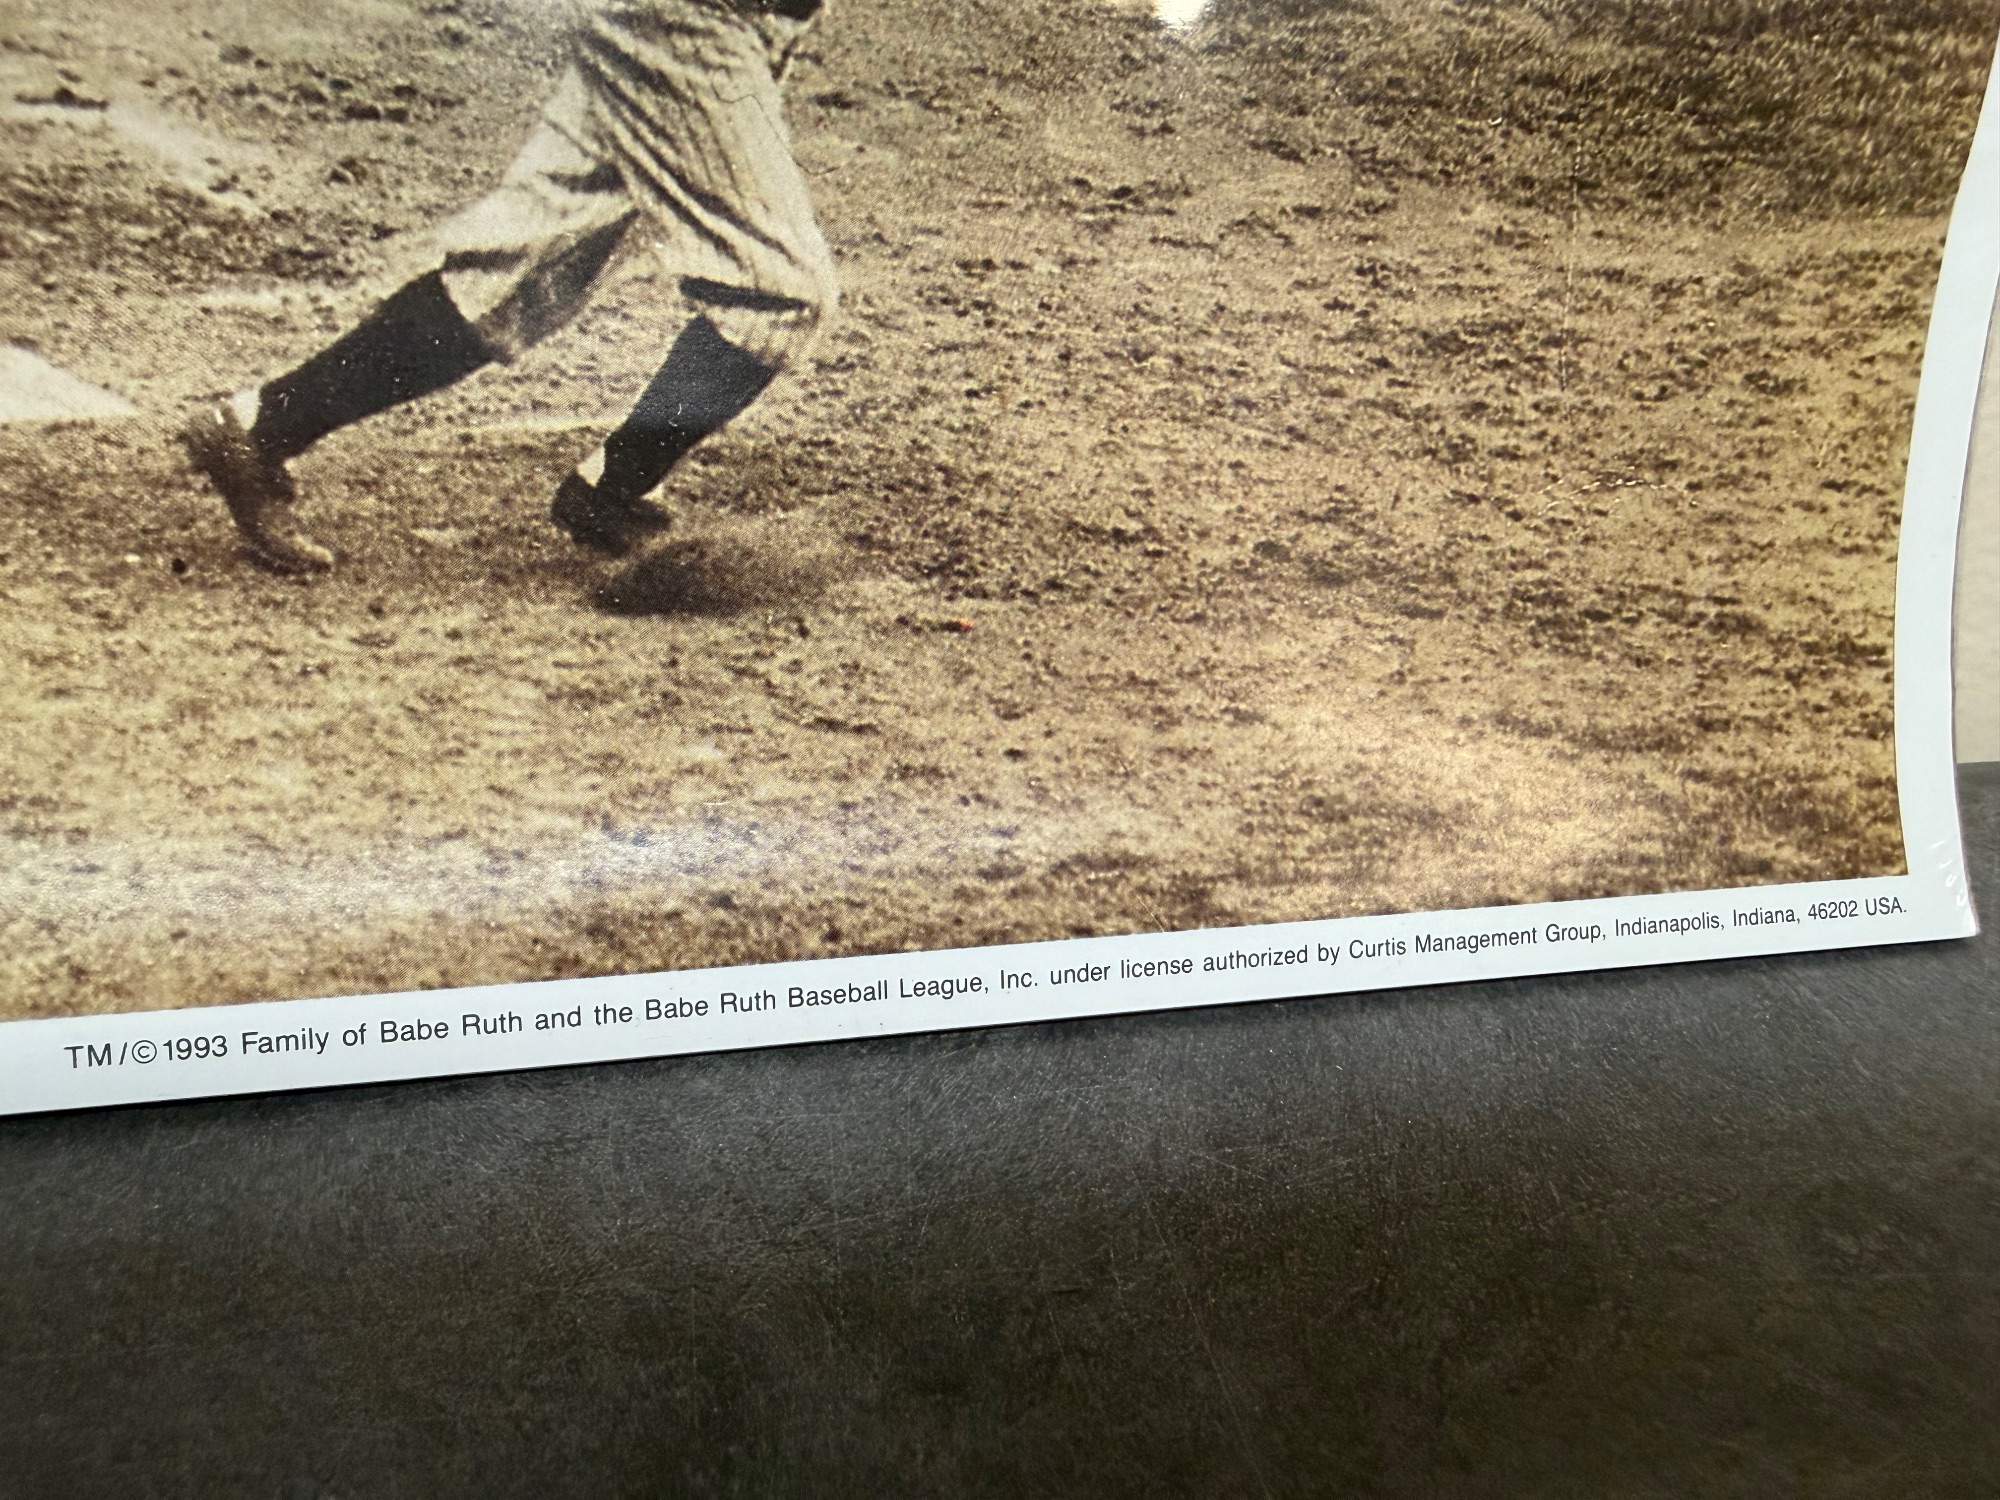 TM/©1993 Family of Babe Ruth and the Babe Ruth Baseball League, Inc. under license authorized by Curtis Management Group, Indianapolis, Indiana, 46202 USA.